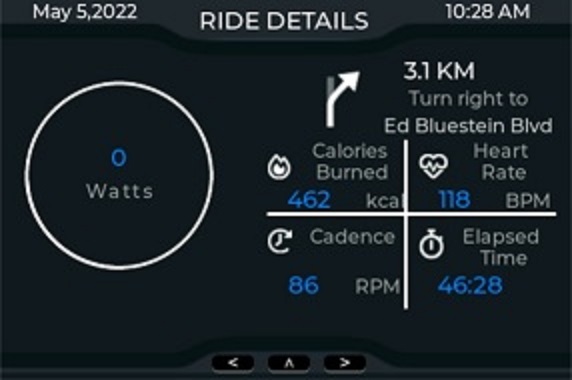 May 5,2022
RIDE DETAILS
10:28 AM
3.1 KM
Turn right to
Ed Bluestein Blvd
0
Watts
Calories
Burned
462 kcal
Heart
Rate
118 BPM
Cadence
86 RPM
Elapsed
Time
46:28
< ^ >